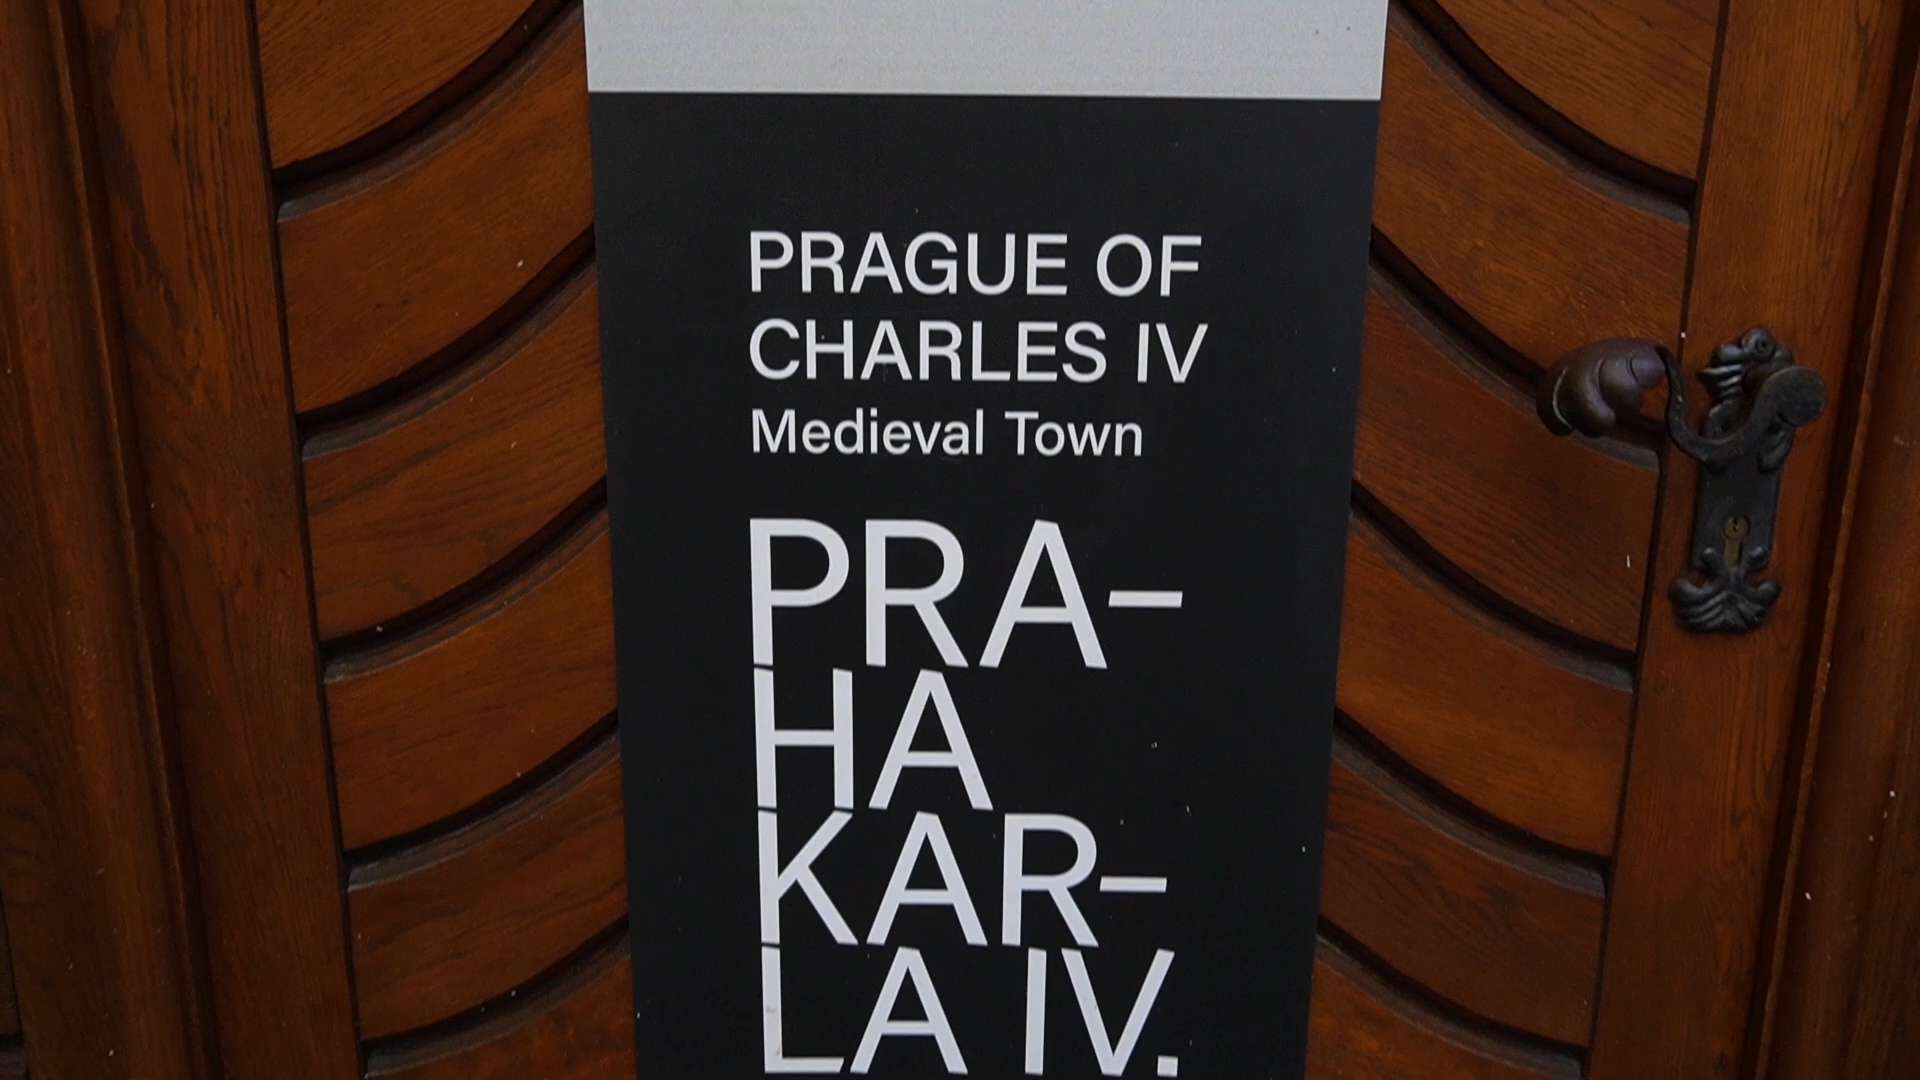 PRAGUE OF
CHARLES IV
Medieval Town
PRA–
HA
KAR–
LA IV.